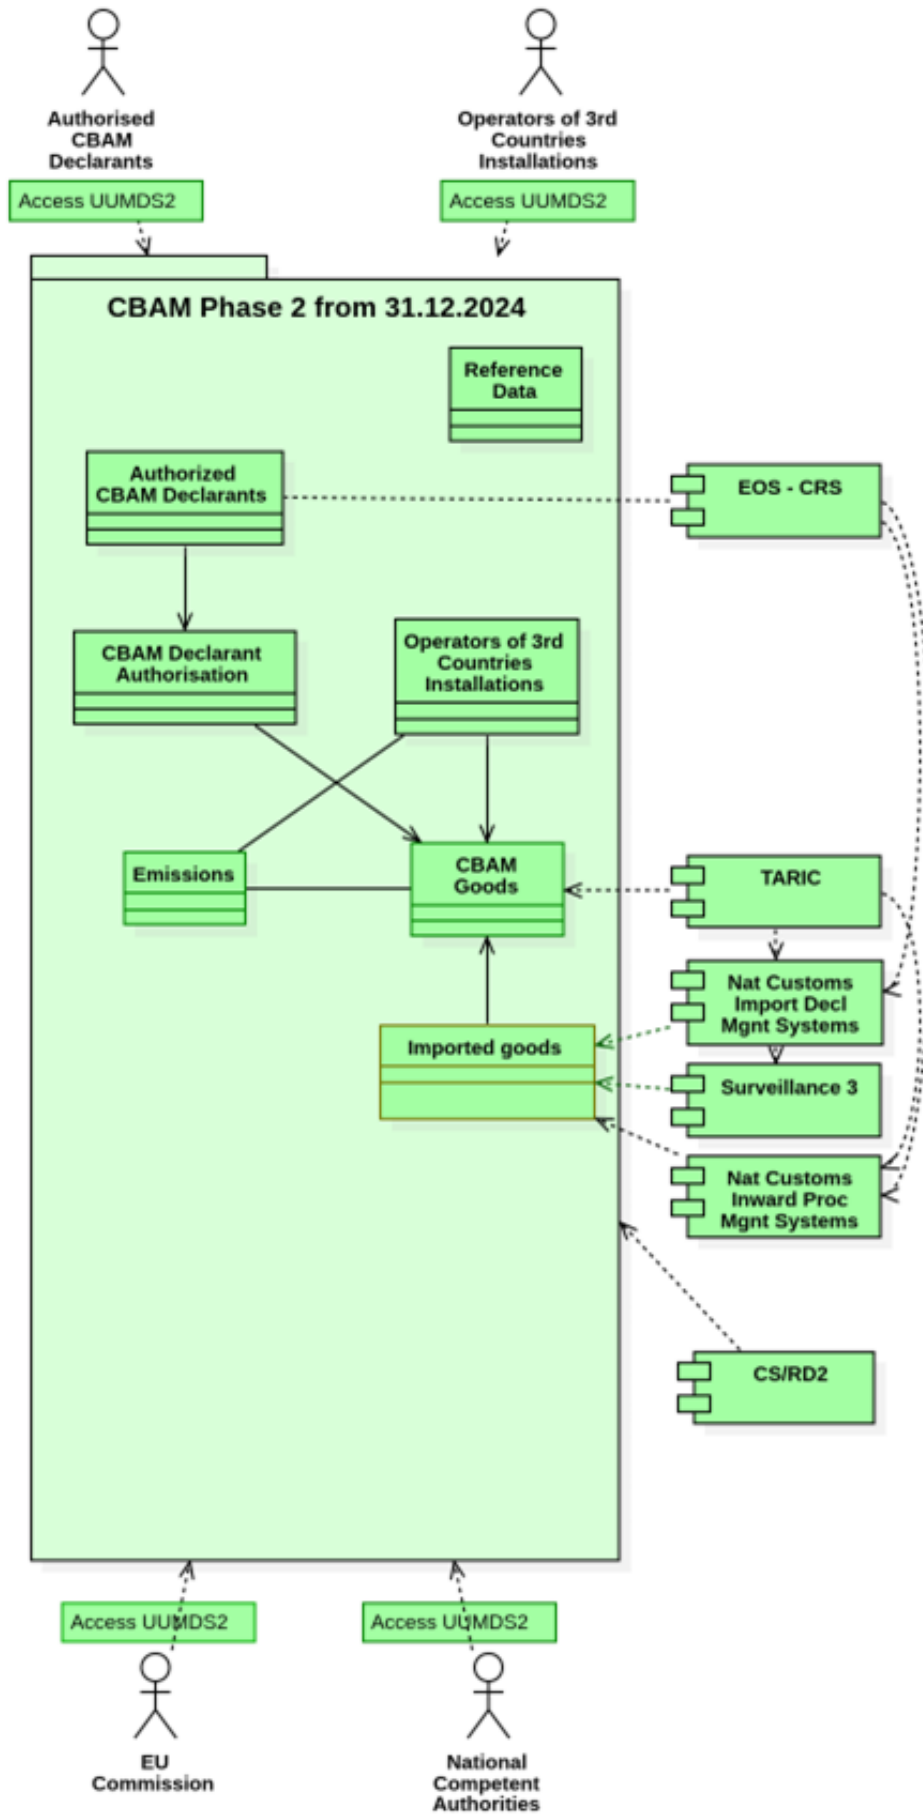 Authorised
CBAM
Declarants
Operators of 3rd
Countries
Installations
Access UUMDS2
Access UUMDS2
CBAM Phase 2 from 31.12.2024
Reference
Data
Authorized
CBAM Declarants
EOS - CRS
CBAM Declarant
Authorisation
Operators of 3rd
Countries
Installations
Emissions
CBAM
Goods
TARIC
Nat Customs
Import Decl
Mgnt Systems
Imported goods
Surveillance 3
Nat Customs
Inward Proc
Mgnt Systems
CS/RD2
Access UUMDS2
Access UUMDS2
EU
Commission
National
Competent
Authorities